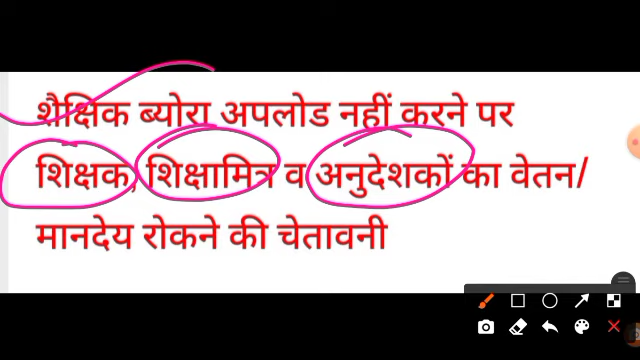 शैक्षिक ब्योरा अपलोड नहीं करने पर
शिक्षक, शिक्षामित्र व अनुदेशकों का वेतन/
मानदेय रोकने की चेतावनी